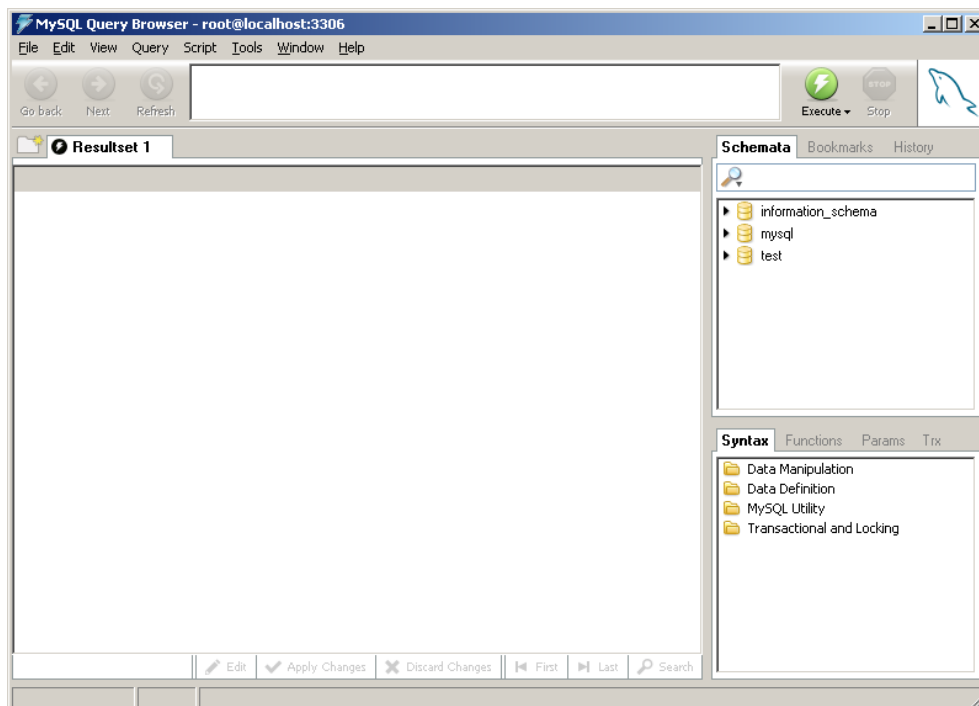 MySQL Query Browser - root@localhost:3306
File Edit View Query Script Tools Window Help
Go back Next Refresh Execute Stop
STOP
Resultset 1
Schemata Bookmarks History
information_schema
mysql
test
Syntax Functions Params Trx
Data Manipulation
Data Definition
MySQL Utility
Transactional and Locking
Edit Apply Changes Discard Changes First Last Search